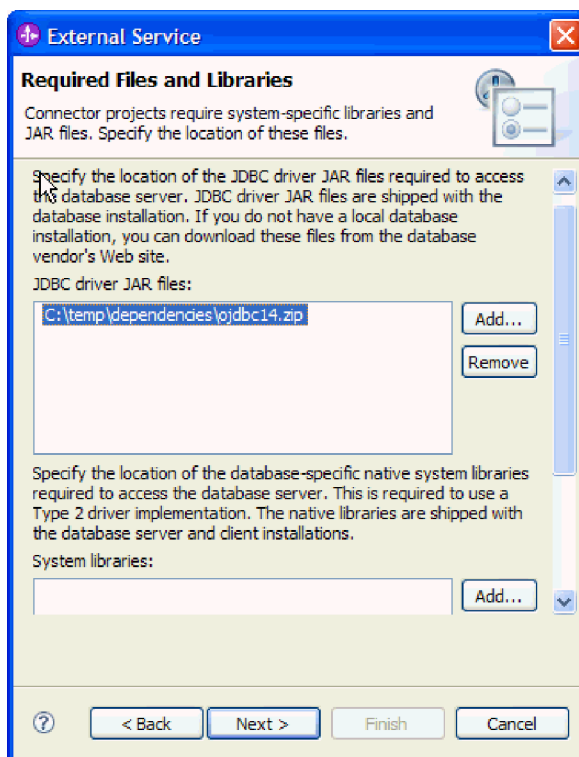 External Service
Required Files and Libraries
Connector projects require system-specific libraries and
JAR files. Specify the location of these files.
Specify the location of the JDBC driver JAR files required to access
the database server. JDBC driver JAR files are shipped with the
database installation. If you do not have a local database
installation, you can download these files from the database
vendor's Web site.
JDBC driver JAR files:
C:\temp\dependencies\ojdbc14.zip
Add...
Remove
Specify the location of the database-specific native system libraries
required to access the database server. This is required to use a
Type 2 driver implementation. The native libraries are shipped with
the database server and client installations.
System libraries:
Add...
?
< Back
Next >
Finish
Cancel